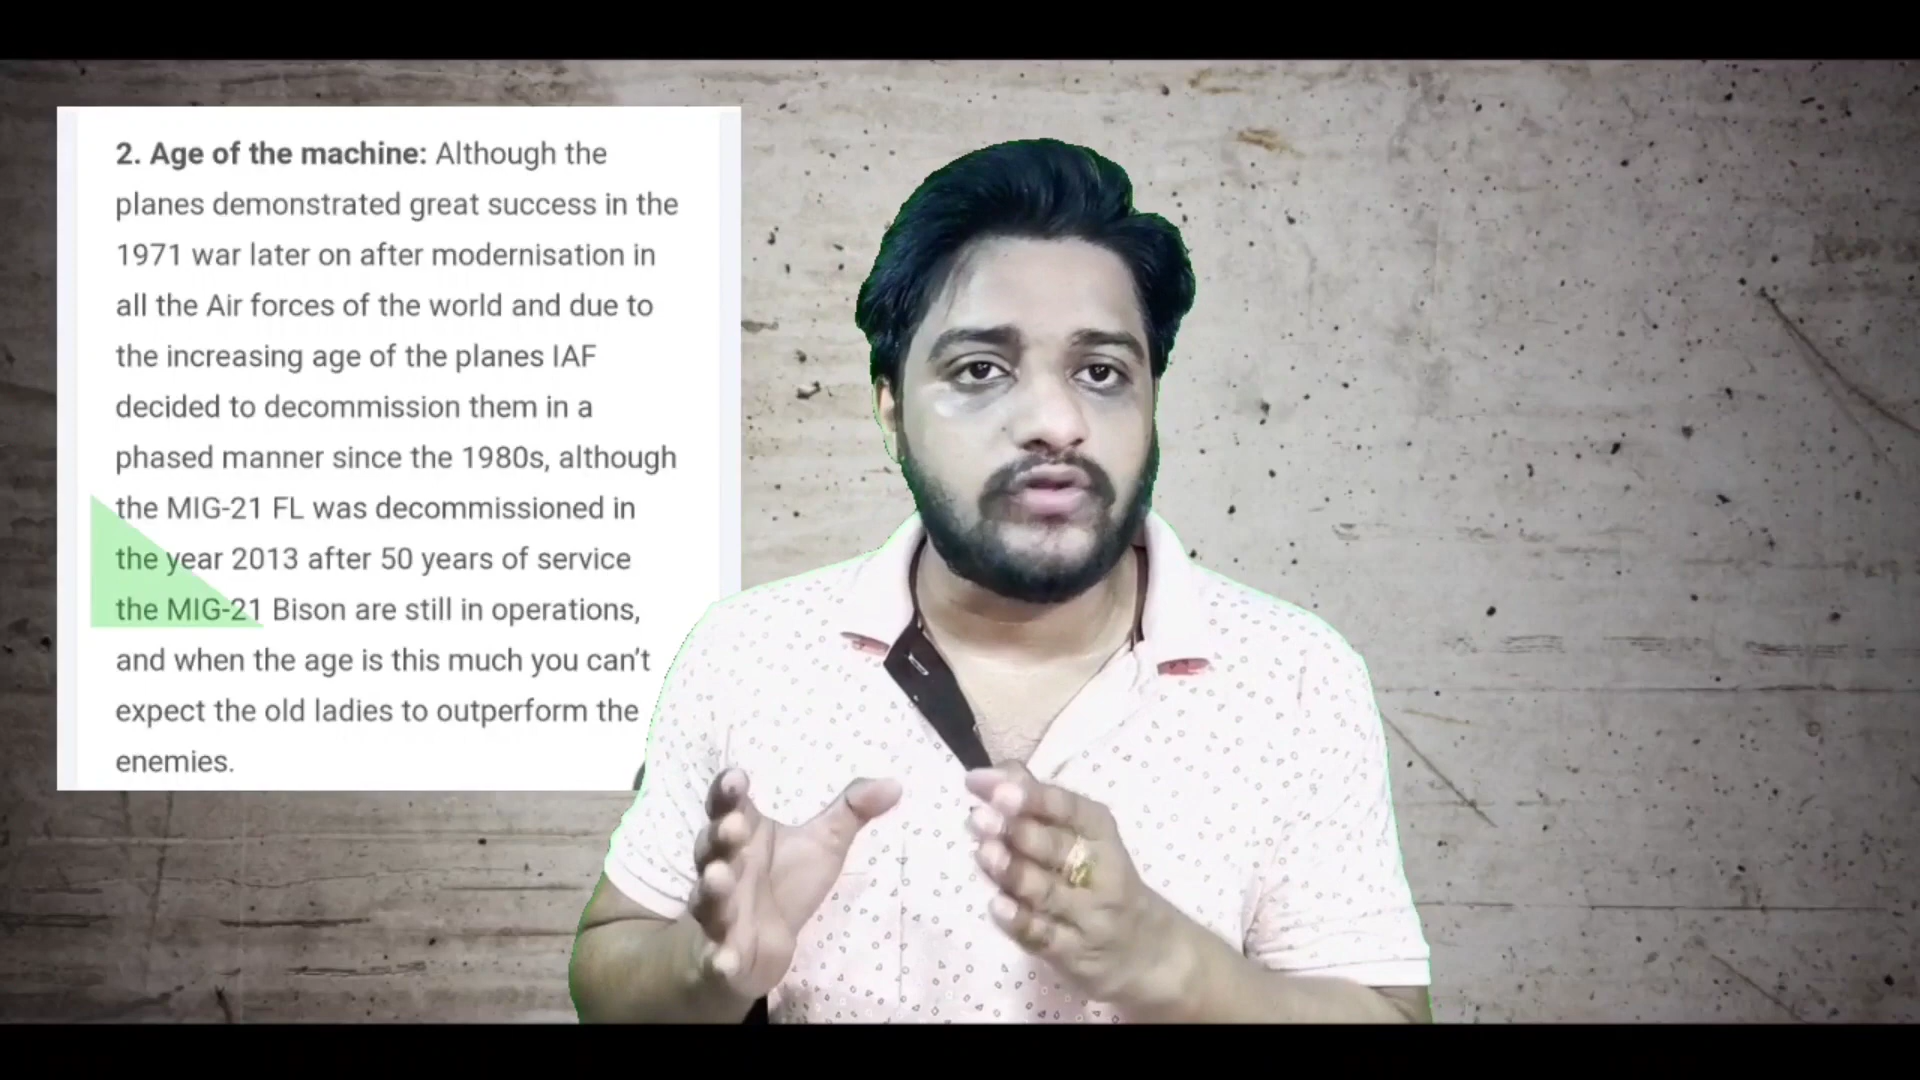 2. Age of the machine: Although the
planes demonstrated great success in the
1971 war later on after modernisation in
all the Air forces of the world and due to
the increasing age of the planes IAF
decided to decommission them in a
phased manner since the 1980s, although
the MIG-21 FL was decommissioned in
the year 2013 after 50 years of service
the MIG-21 Bison are still in operations,
and when the age is this much you can’t
expect the old ladies to outperform the
enemies.